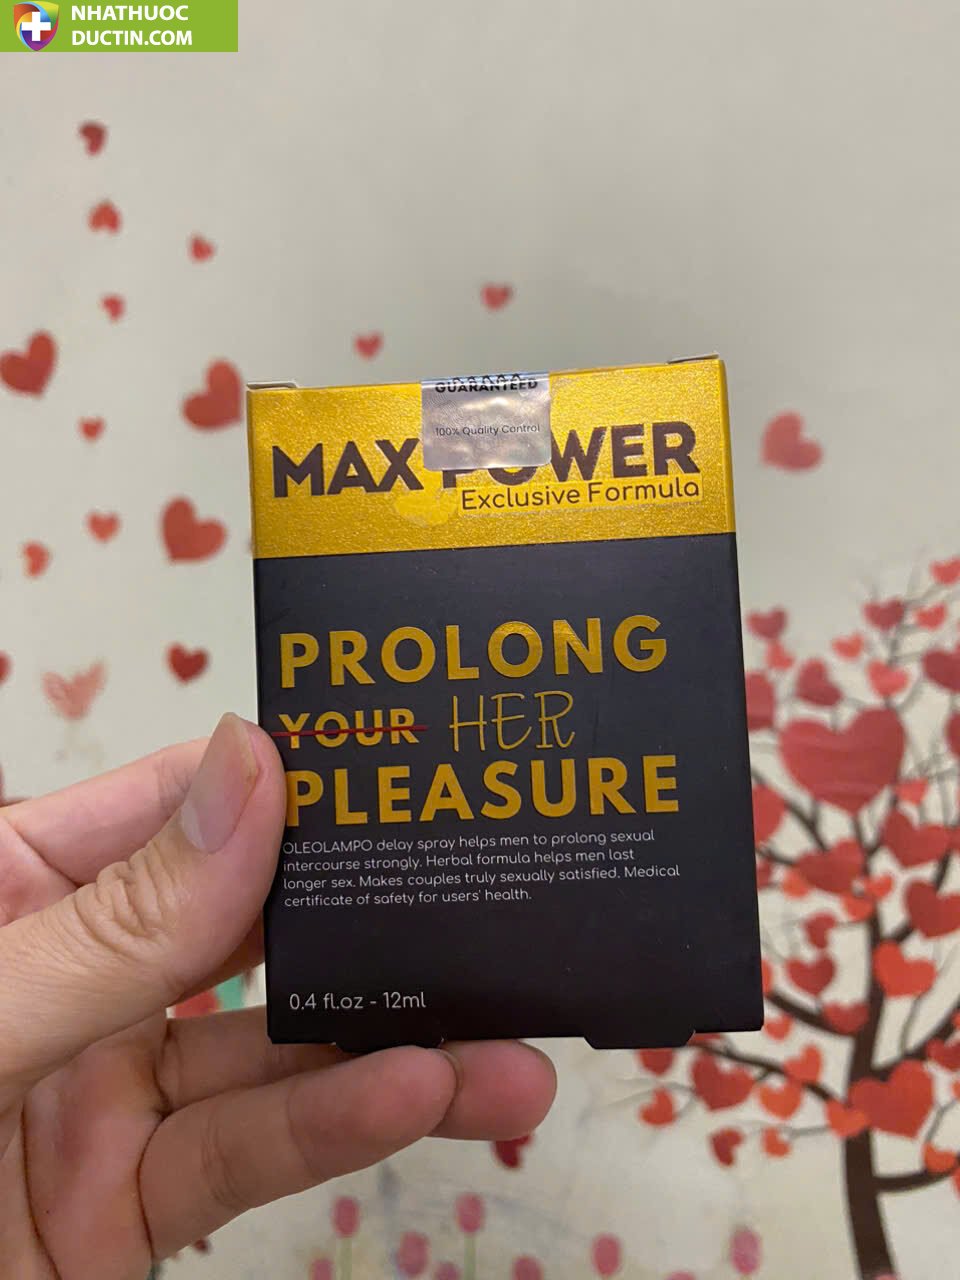 NHATHUOC
DUCTIN.COM
GUARANTEED
100% Quality Control
MAX POWER
Exclusive Formula
PROLONG
YOUR HER
PLEASURE
OLEOLAMPO delay spray helps men to prolong sexual
intercourse strongly. Herbal formula helps men last
longer sex. Makes couples truly sexually satisfied. Medical
certificate of safety for users' health.
0.4 fl.oz - 12ml